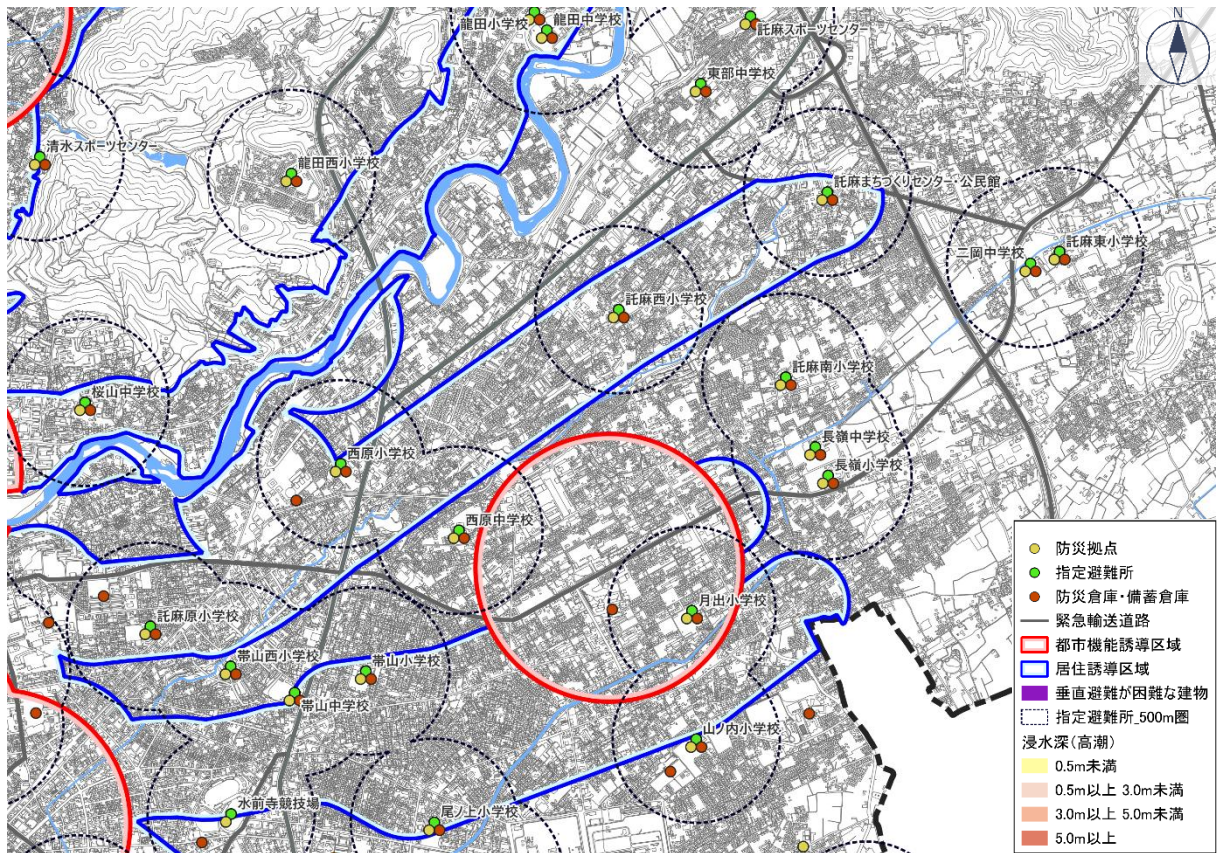 龍田小学校
龍田中学校
託麻スポーツセンター
N
東部中学校
清水スポーツセンター
龍田西小学校
託麻まちづくりセンター・公民館
二岡中学校
託麻東小学校
託麻西小学校
託麻南小学校
桜山中学校
長嶺中学校
西原小学校
長嶺小学校
西原中学校
月出小学校
託麻原小学校
帯山西小学校
帯山小学校
帯山中学校
山ノ内小学校
水前寺競技場
尾ノ上小学校
防災拠点
指定避難所
防災倉庫・備蓄倉庫
緊急輸送道路
都市機能誘導区域
居住誘導区域
垂直避難が困難な建物
指定避難所_500m圏
浸水深(高潮)
0.5m未満
0.5m以上 3.0m未満
3.0m以上 5.0m未満
5.0m以上